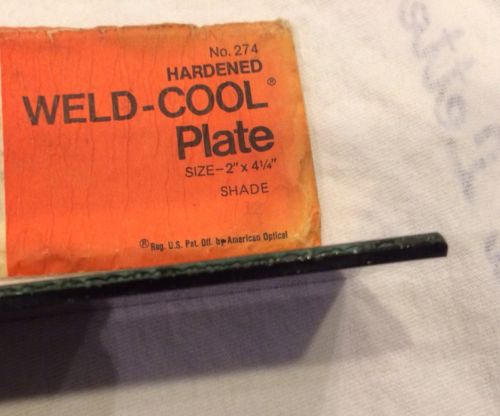 No. 274
HARDENED
WELD-COOL®
Plate
SIZE-2" x 4¼"
SHADE
® Reg. U.S. Pat. Off. by American Optical